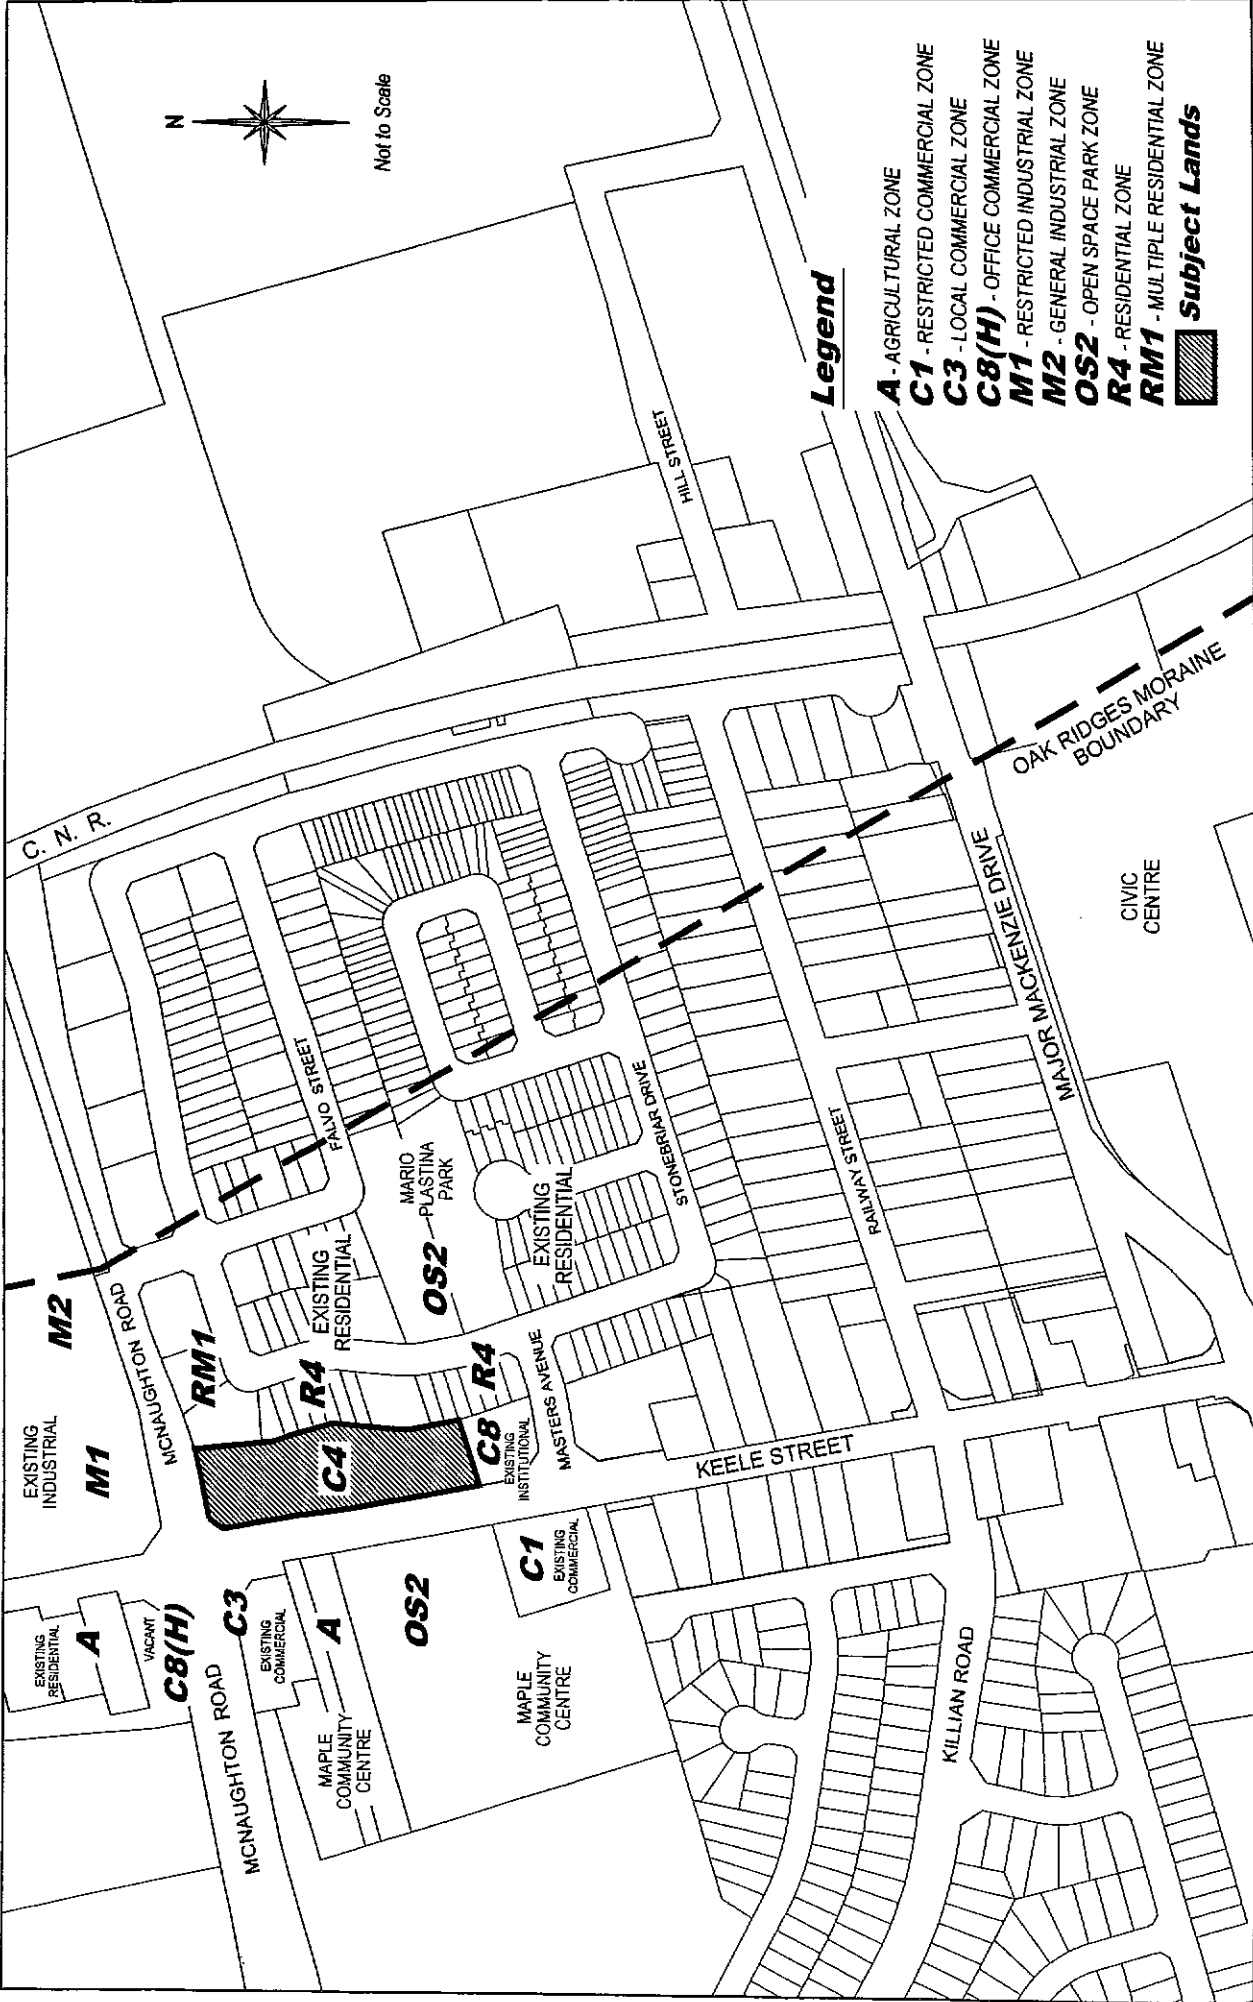 N
Not to Scale
C. N. R.
EXISTING
RESIDENTIAL
A
VACANT
C8(H)
EXISTING
INDUSTRIAL
M1
M2
MCNAUGHTON ROAD
MCNAUGHTON ROAD
C3
EXISTING
COMMERCIAL
A
MAPLE
COMMUNITY
CENTRE
OS2
MAPLE
COMMUNITY
CENTRE
C1
EXISTING
COMMERCIAL
C4
RM1
R4
EXISTING
RESIDENTIAL
FALVO STREET
OS2
MARIO
PLASTINA
PARK
C8
EXISTING
INSTITUTIONAL
R4
EXISTING
RESIDENTIAL
MASTERS AVENUE
STONEBRIAR DRIVE
KEELE STREET
RAILWAY STREET
KILLIAN ROAD
MAJOR MACKENZIE DRIVE
CIVIC
CENTRE
OAK RIDGES MORAINE
BOUNDARY
HILL STREET
Legend
A - AGRICULTURAL ZONE
C1 - RESTRICTED COMMERCIAL ZONE
C3 - LOCAL COMMERCIAL ZONE
C8(H) - OFFICE COMMERCIAL ZONE
M1 - RESTRICTED INDUSTRIAL ZONE
M2 - GENERAL INDUSTRIAL ZONE
OS2 - OPEN SPACE PARK ZONE
R4 - RESIDENTIAL ZONE
RM1 - MULTIPLE RESIDENTIAL ZONE
Subject Lands